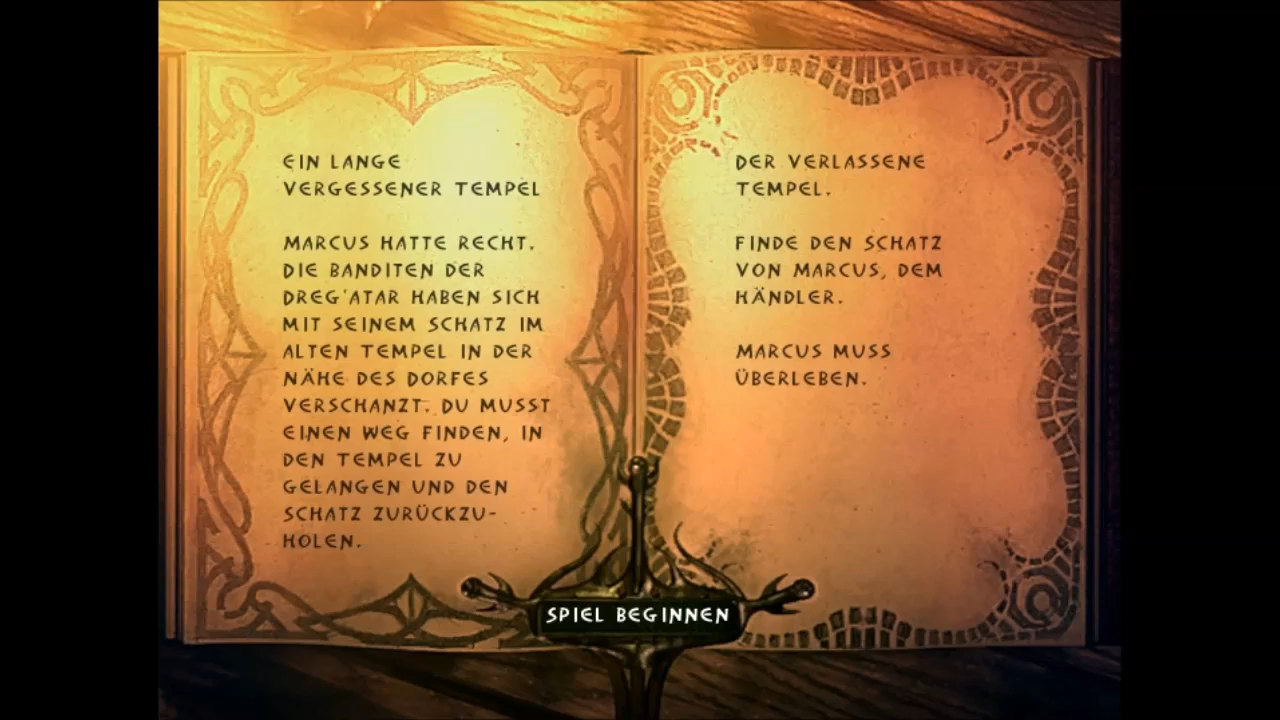 EIN LANGE
VERGESSENER TEMPEL
MARCUS HATTE RECHT.
DIE BANDITEN DER
DREG'ATAR HABEN SICH
MIT SEINEM SCHATZ IM
ALTEN TEMPEL IN DER
NÄHE DES DORFES
VERSCHANZT. DU MUSST
EINEN WEG FINDEN, IN
DEN TEMPEL ZU
GELANGEN UND DEN
SCHATZ ZURÜCKZU-
HOLEN.
DER VERLASSENE
TEMPEL.
FINDE DEN SCHATZ
VON MARCUS, DEM
HÄNDLER.
MARCUS MUSS
ÜBERLEBEN.
SPIEL BEGINNEN